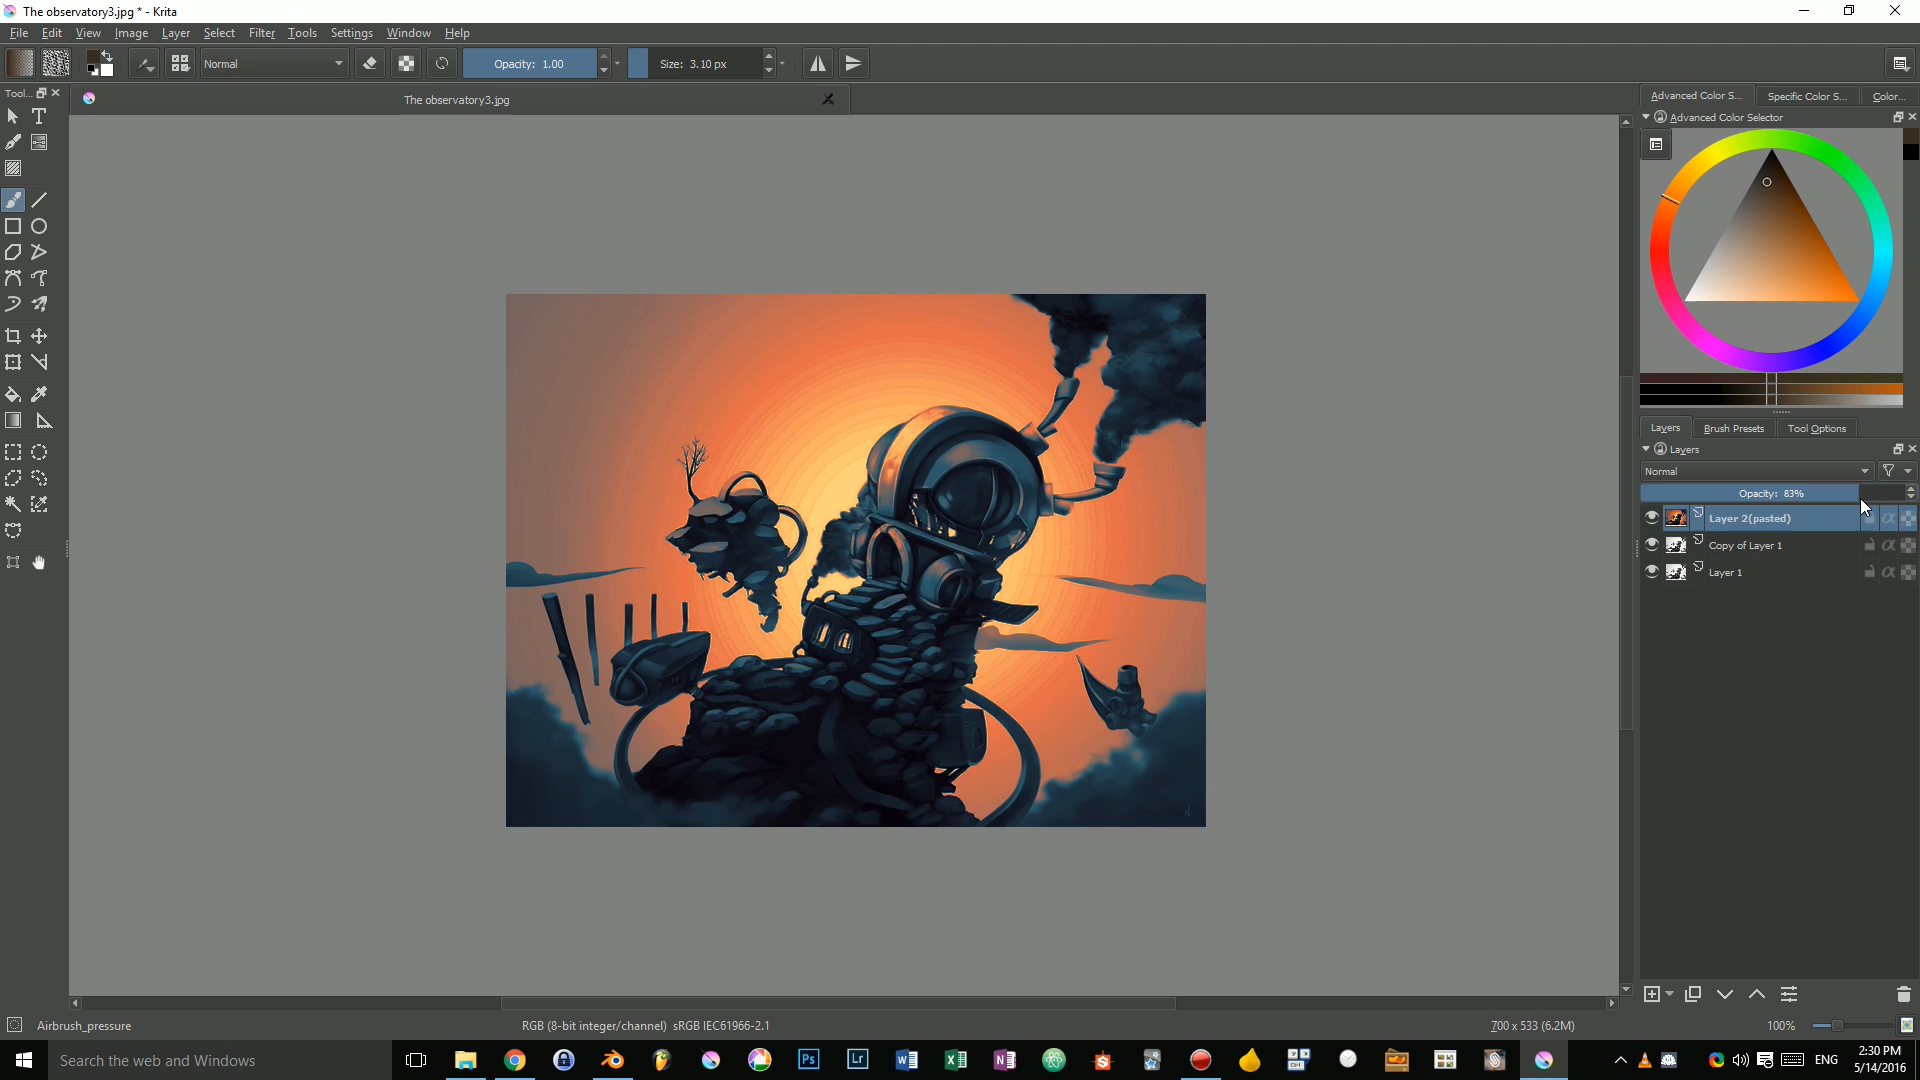 The observatory3.jpg * - Krita
File Edit View Image Layer Select Filter Tools Settings Window Help
Normal Opacity: 1.00 Size: 3.10 px
Tool...
The observatory3.jpg
Advanced Color S... Specific Color S... Color...
Advanced Color Selector
Layers Brush Presets Tool Options
Layers
Normal
Opacity: 83%
Layer 2(pasted)
Copy of Layer 1
Layer 1
Airbrush_pressure RGB (8-bit integer/channel) sRGB IEC61966-2.1 700 x 533 (6.2M) 100%
Search the web and Windows
Ps
Lr
ENG
2:30 PM
5/14/2016